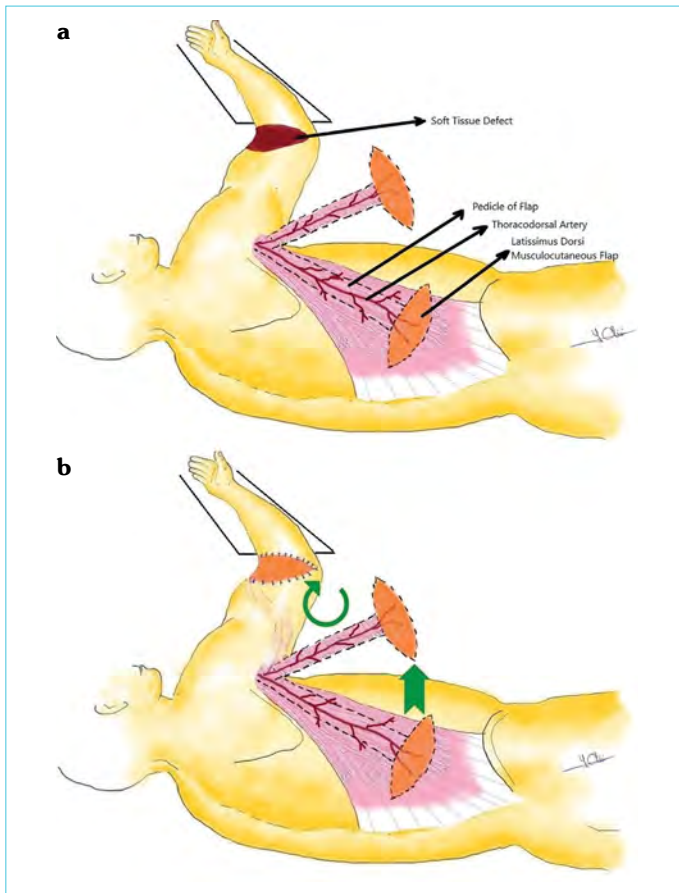 a
Soft Tissue Defect
Pedicle of Flap
Thoracodorsal Artery
Latissimus Dorsi
Musculocutaneous Flap
b